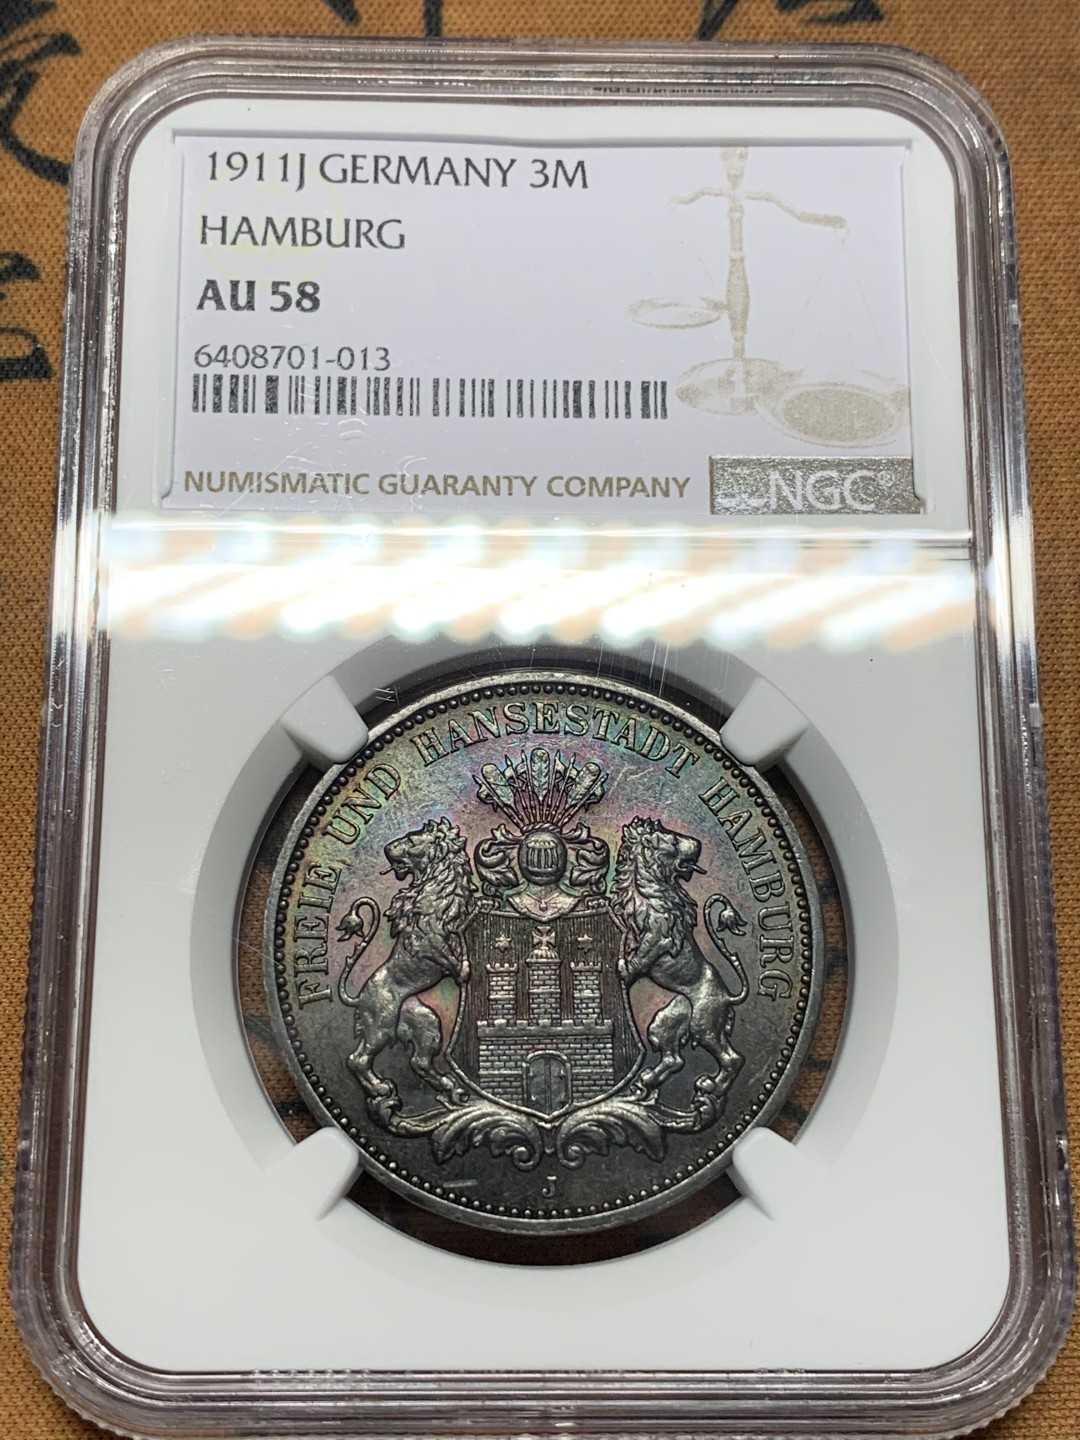 1911J GERMANY 3M
HAMBURG
AU 58
6408701-013
NUMISMATIC GUARANTY COMPANY
NGC®
FREIE UND HANSESTADT HAMBURG
J